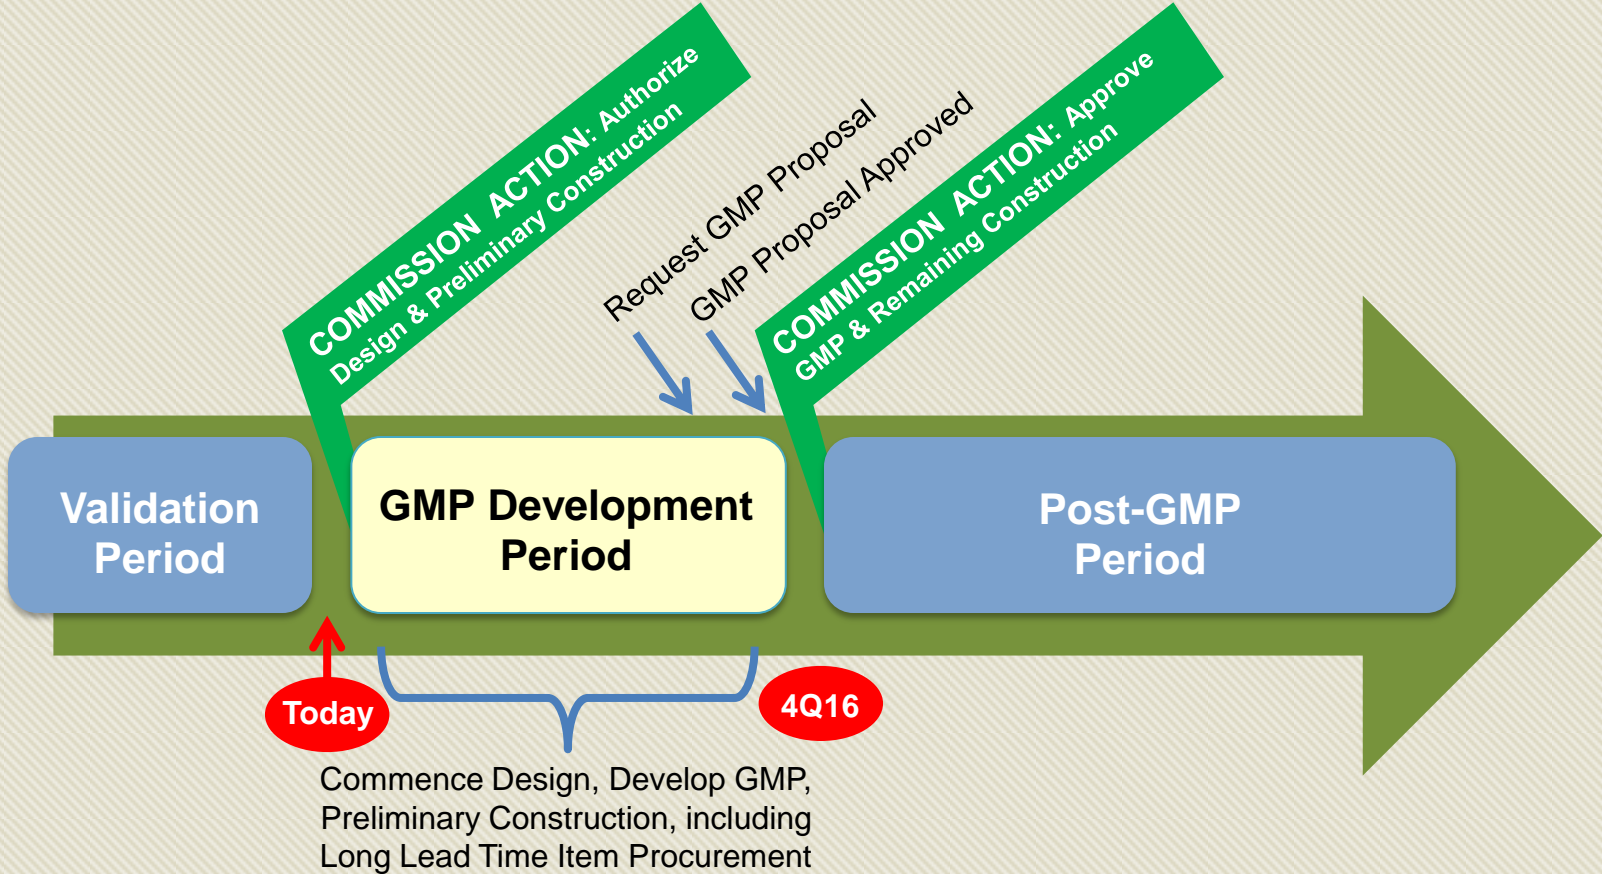 COMMISSION ACTION: Authorize
Design & Preliminary Construction
Request GMP Proposal
GMP Proposal Approved
COMMISSION ACTION: Approve
GMP & Remaining Construction
Validation
Period
GMP Development
Period
Post-GMP
Period
Today
4Q16
Commence Design, Develop GMP,
Preliminary Construction, including
Long Lead Time Item Procurement